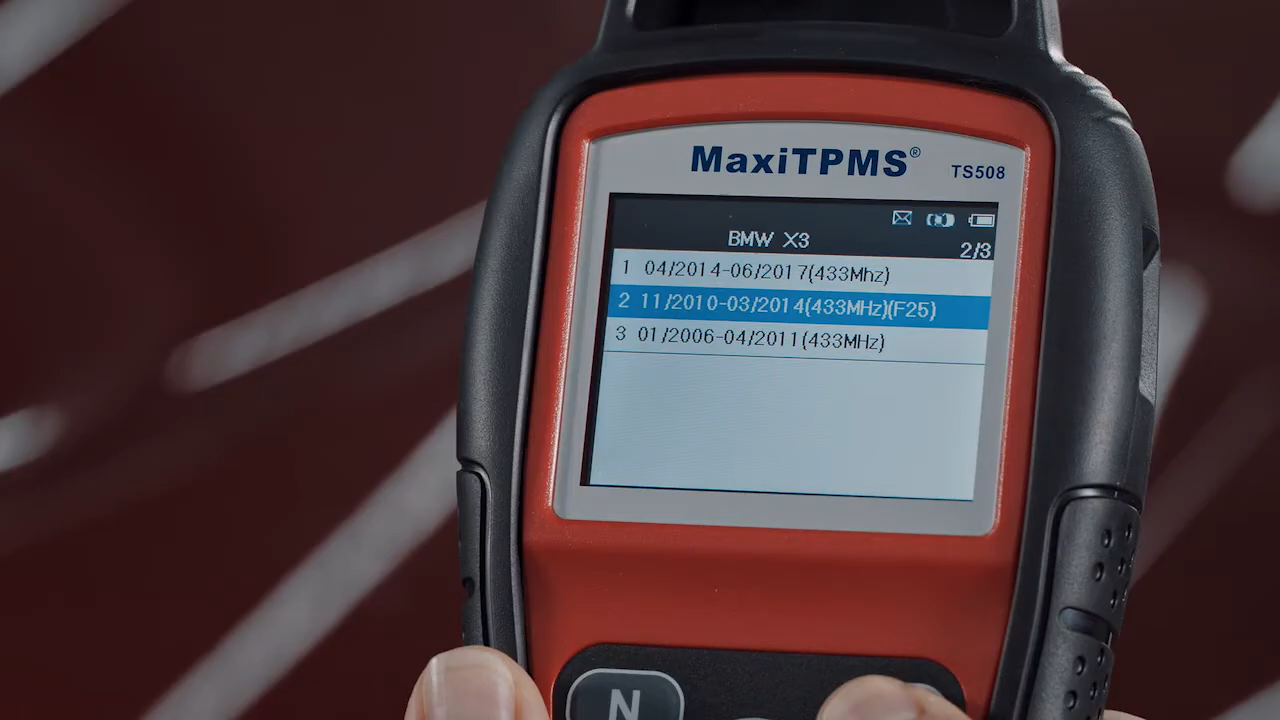 MaxiTPMS®
TS508
BMW X3
2/3
1 04/2014-06/2017(433Mhz)
2 11/2010-03/2014(433MHz)(F25)
3 01/2006-04/2011(433MHz)
N